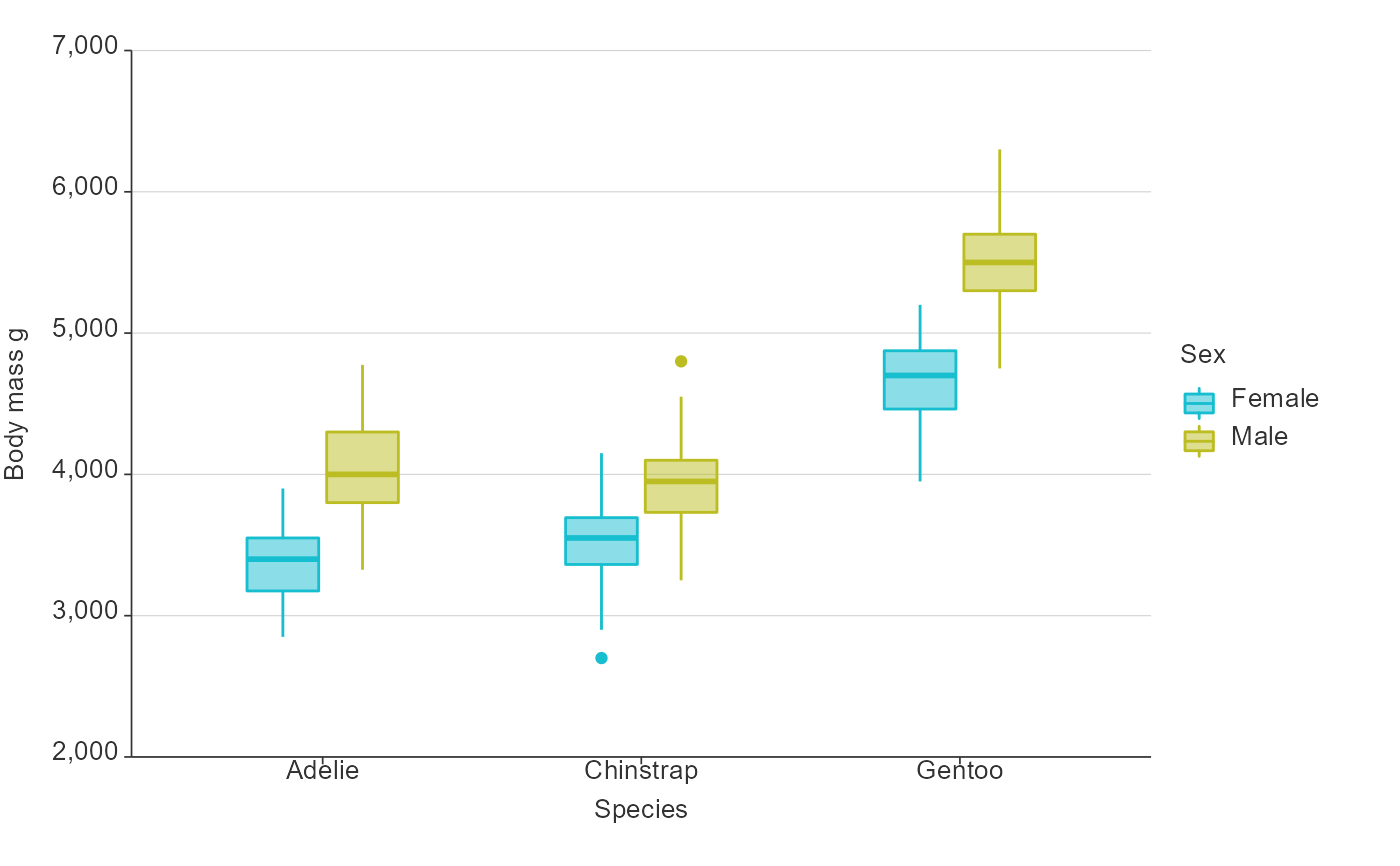 7,000
6,000
5,000
4,000
3,000
2,000
Body mass g
Adelie Chinstrap Gentoo
Species
Sex
Female
Male